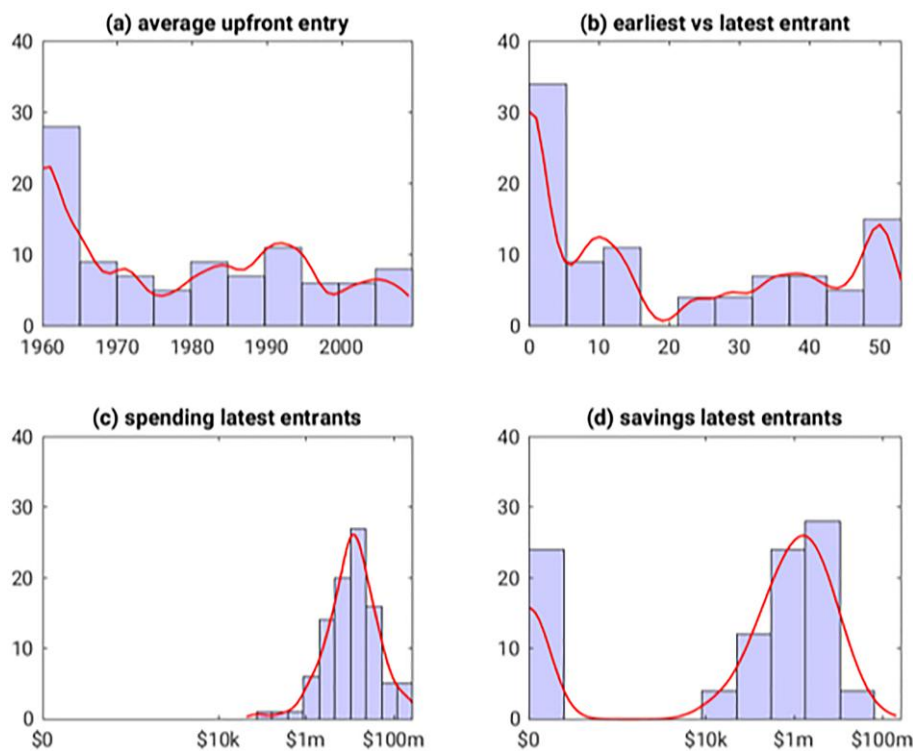 (a) average upfront entry
40
30
20
10
0
1960 1970 1980 1990 2000
(b) earliest vs latest entrant
40
30
20
10
0
0 10 20 30 40 50
(c) spending latest entrants
40
30
20
10
0
$0 $10k $1m $100m
(d) savings latest entrants
40
30
20
10
0
$0 $10k $1m $100m